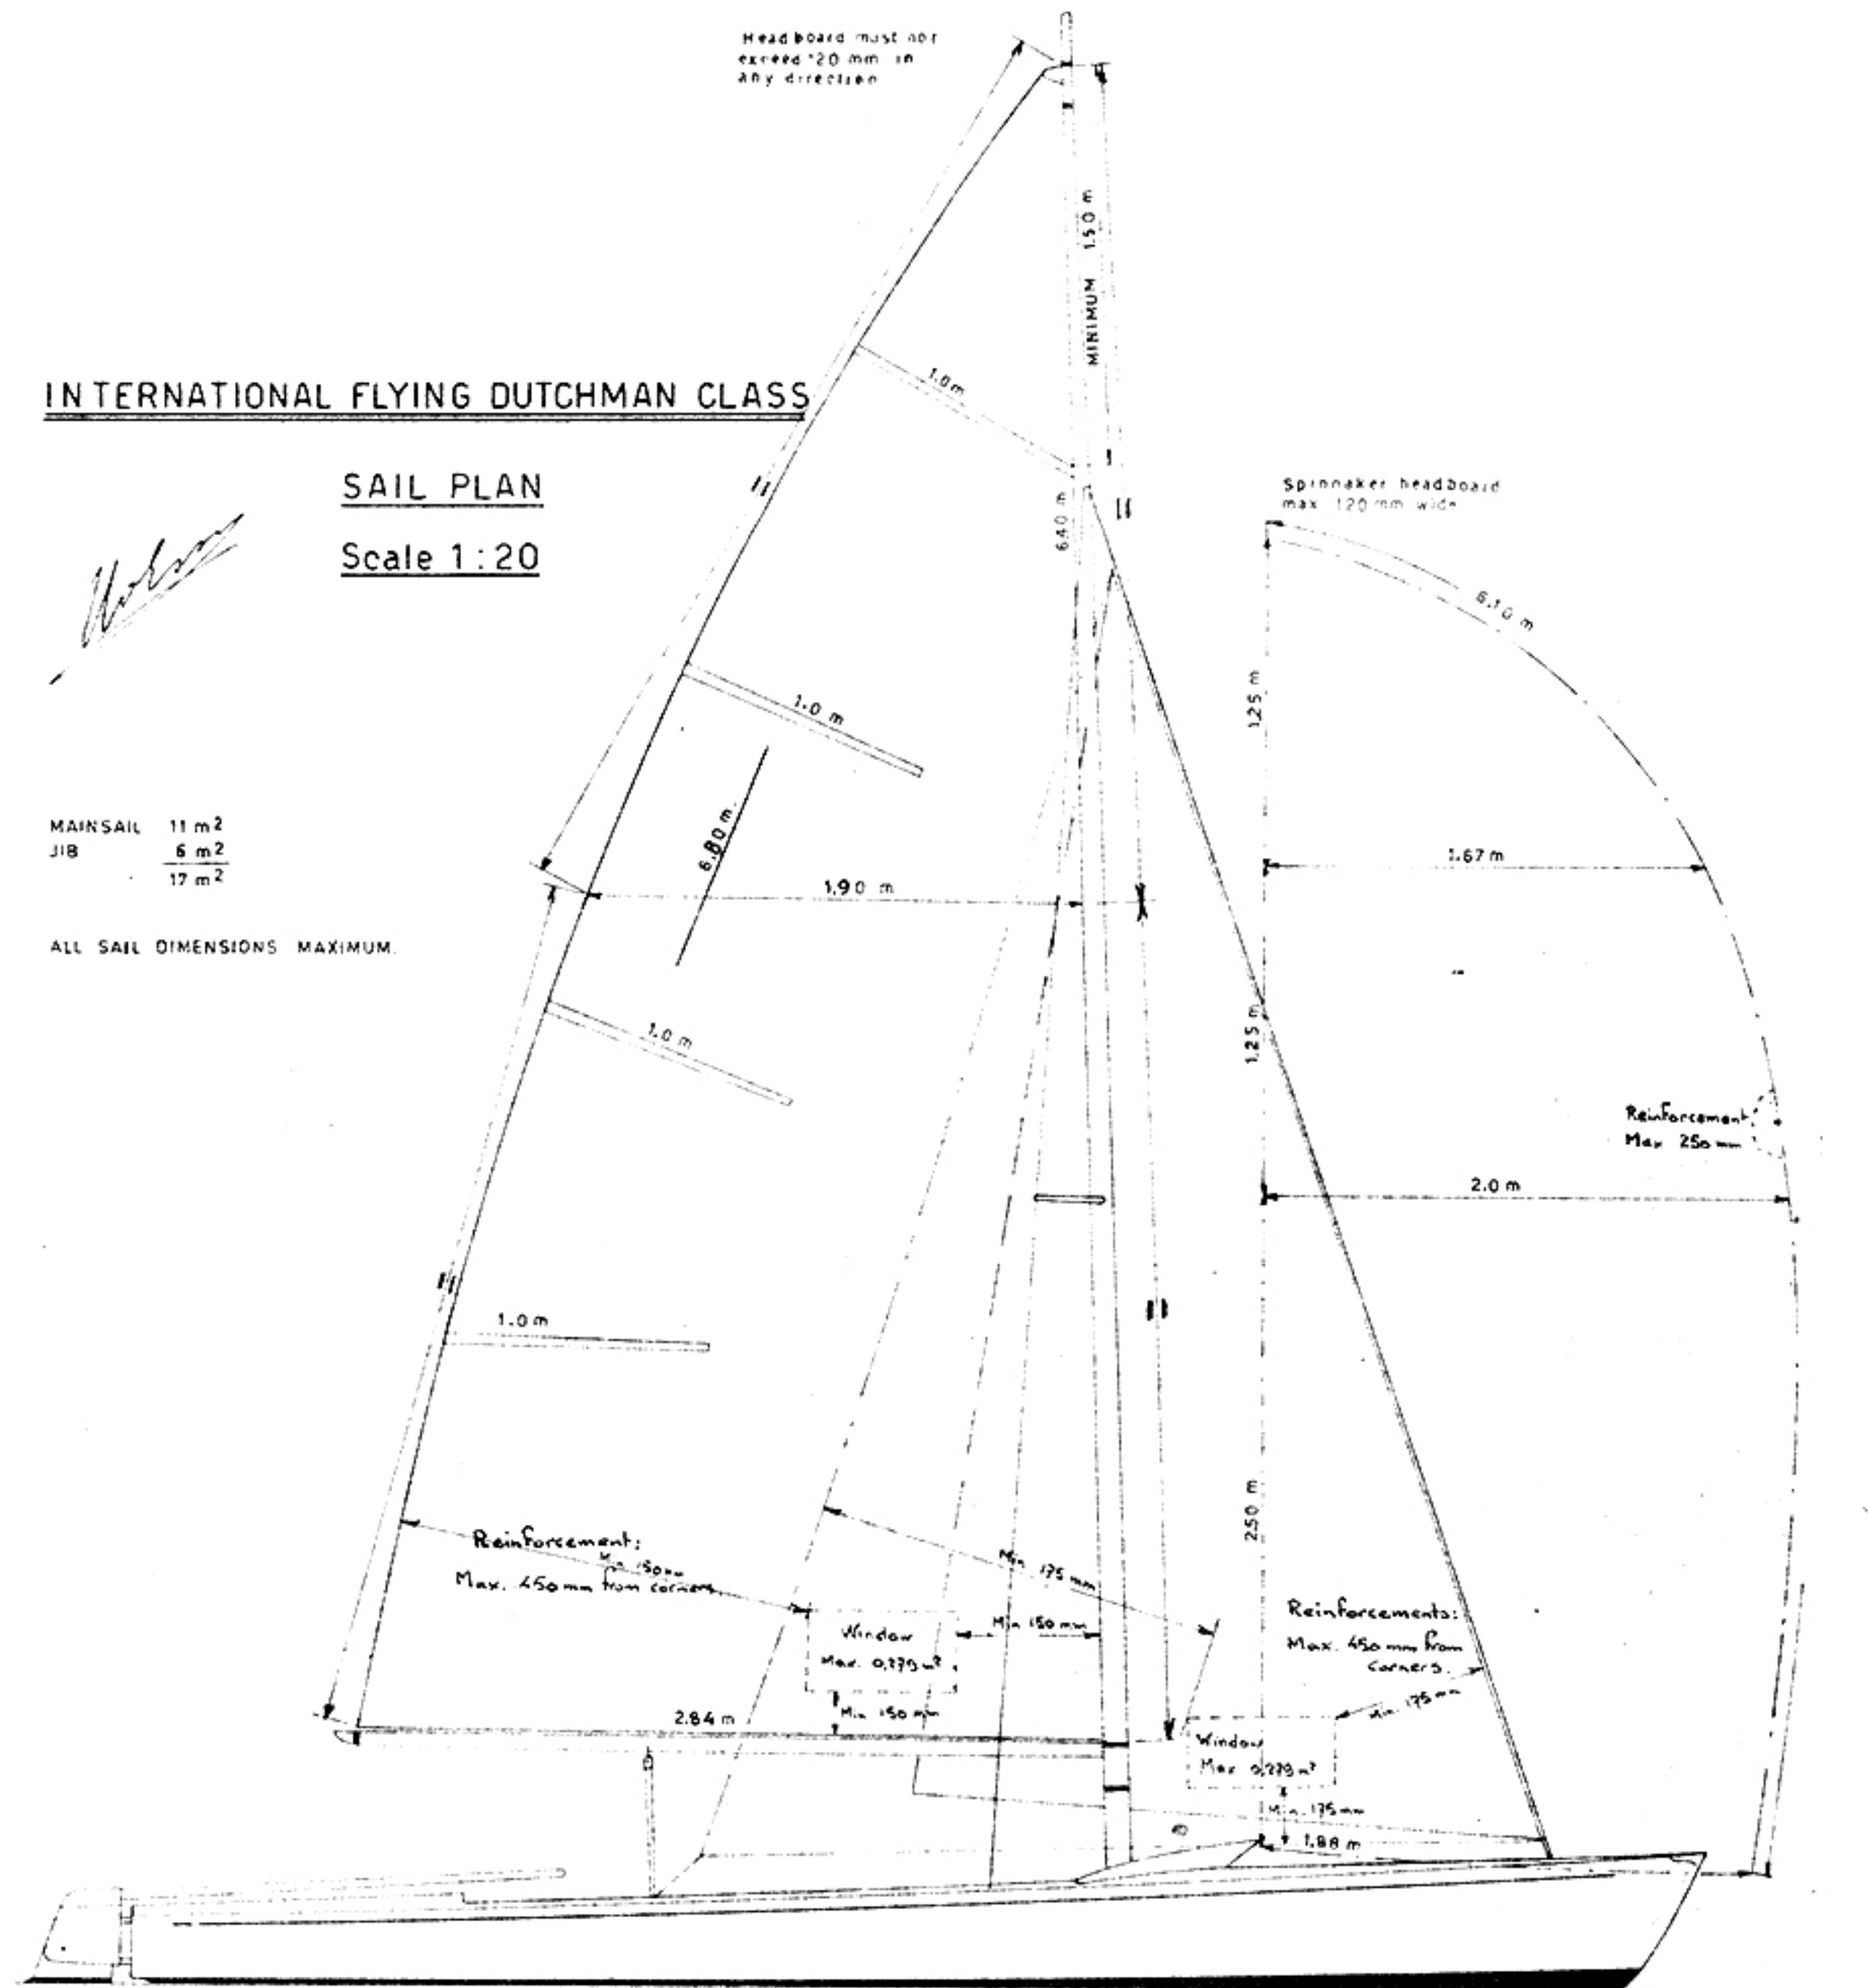 Headboard must not
exceed 120 mm in
any direction
MINIMUM 1.50 m
1.0 m
INTERNATIONAL FLYING DUTCHMAN CLASS
SAIL PLAN
Scale 1:20
6.40 m
Spinnaker headboard
max. 120 mm wide
6.10 m
1.25 m
1.0 m
MAINSAIL 11 m2
JIB 6 m2
17 m2
6.80 m.
1.67 m
1.90 m
ALL SAIL DIMENSIONS MAXIMUM.
1.0 m
1.25 m
Reinforcement
Max 250 mm
2.0 m
1.0 m
2.50 m
Reinforcement:
Min 150 mm
Max. 450 mm from corners
Min 175 mm
Reinforcements:
Max. 450 mm from
corners.
Min 150 mm
Window
Max. 0,279 m2
Min. 175 mm
Min 150 mm
2.84 m
Window
Max 0,279 m2
Min. 175 mm
1.88 m